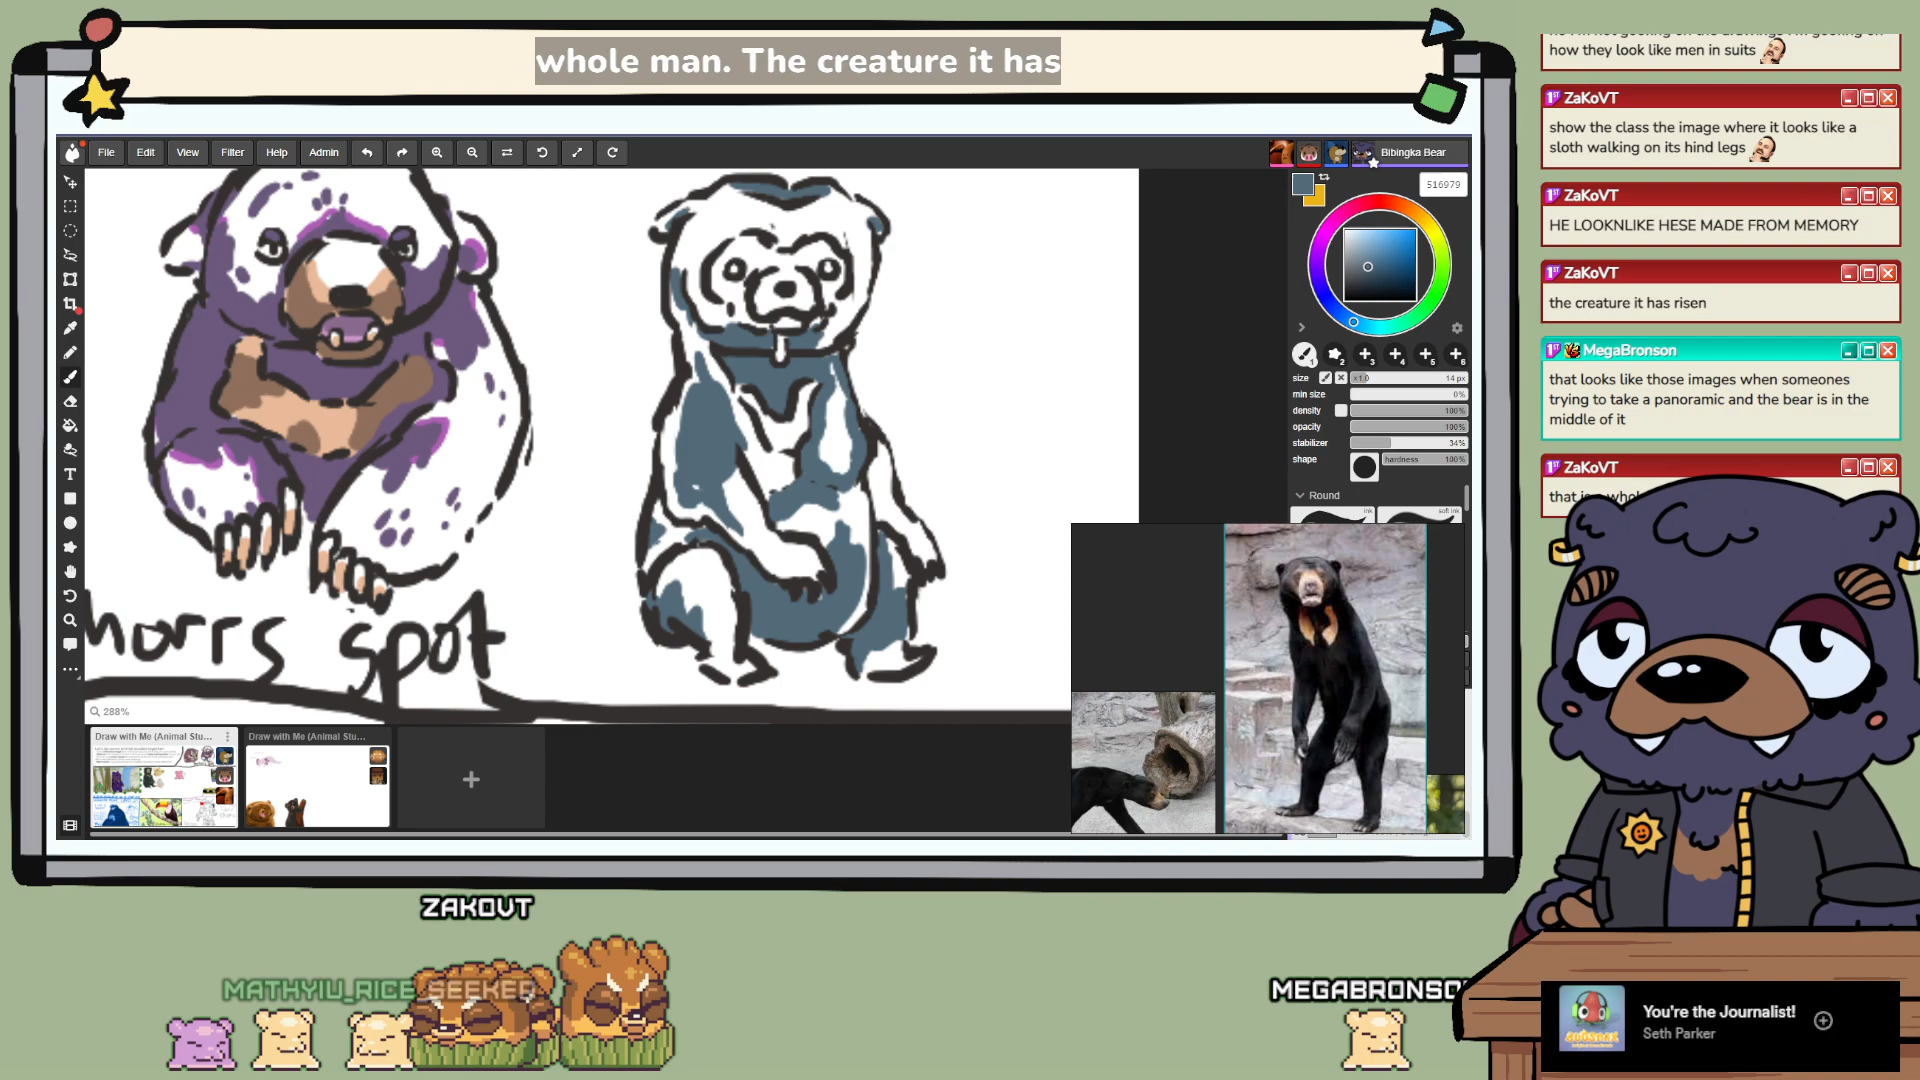 whole man. The creature it has
how they look like men in suits
ZaKoVT
show the class the image where it looks like a
sloth walking on its hind legs
ZaKoVT
HE LOOKNLIKE HESE MADE FROM MEMORY
ZaKoVT
the creature it has risen
MegaBronson
that looks like those images when someones
trying to take a panoramic and the bear is in the
middle of it
ZaKoVT
File Edit View Filter Help Admin
Bibingka Bear
516979
size x1.0 14 px
min size 0%
density 100%
opacity 100%
stabilizer 34%
shape hardness 100%
Round
ink soft ink
spot
288%
Draw with Me (Animal Stu...
Draw with Me (Animal Stu...
ZAKOVT
MATHYIU_RICE_SEEKER
MEGABRONSO
You're the Journalist!
Seth Parker